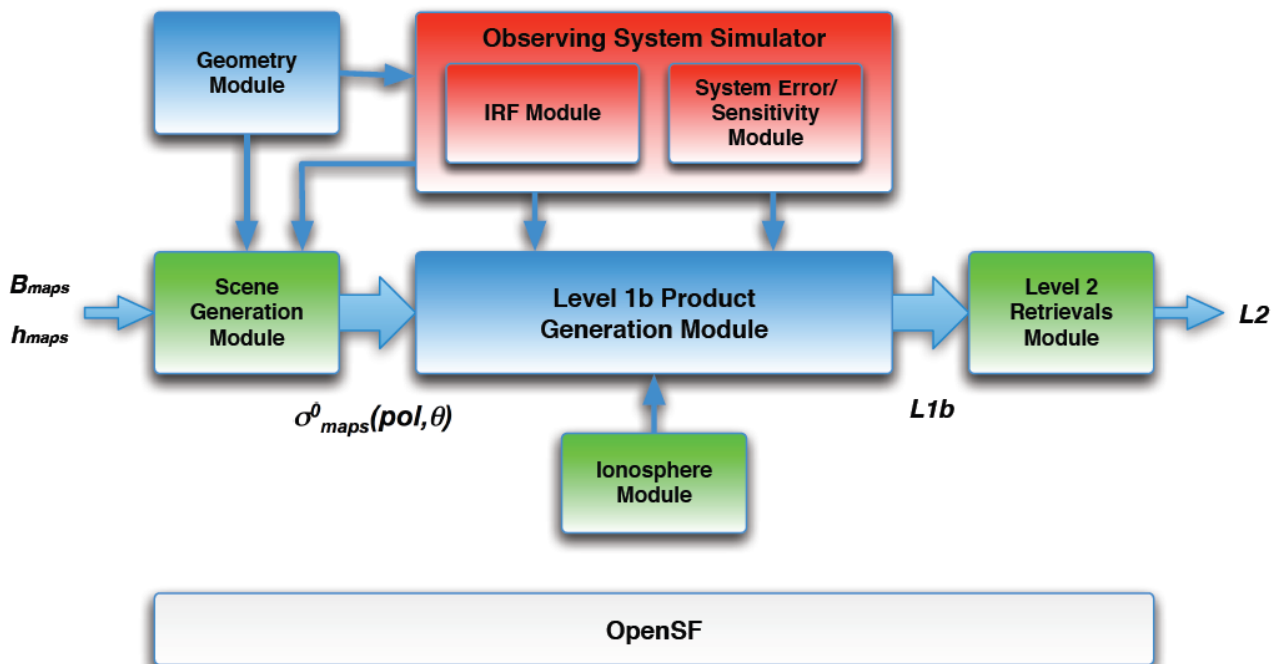 Observing System Simulator
Geometry
Module
IRF Module
System Error/
Sensitivity
Module
Bmaps
hmaps
Scene
Generation
Module
Level 1b Product
Generation Module
Level 2
Retrievals
Module
L2
σ⁰maps(pol,θ)
L1b
Ionosphere
Module
OpenSF